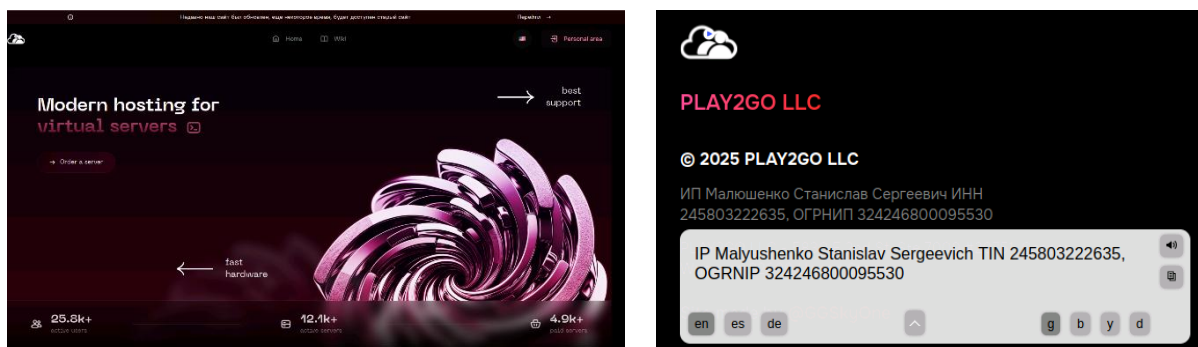 Недавно наш сайт был обновлен, еще некоторое время, будет доступен старый сайт
Перейти →
Home
Wiki
Personal area
Modern hosting for
virtual servers
→ Order a server
best
support
fast
hardware
25.8k+
active users
12.1k+
active servers
4.9k+
paid servers
PLAY2GO LLC
© 2025 PLAY2GO LLC
ИП Малюшенко Станислав Сергеевич ИНН
245803222635, ОГРНИП 324246800095530
IP Malyushenko Stanislav Sergeevich TIN 245803222635,
OGRNIP 324246800095530
en es de
g b y d